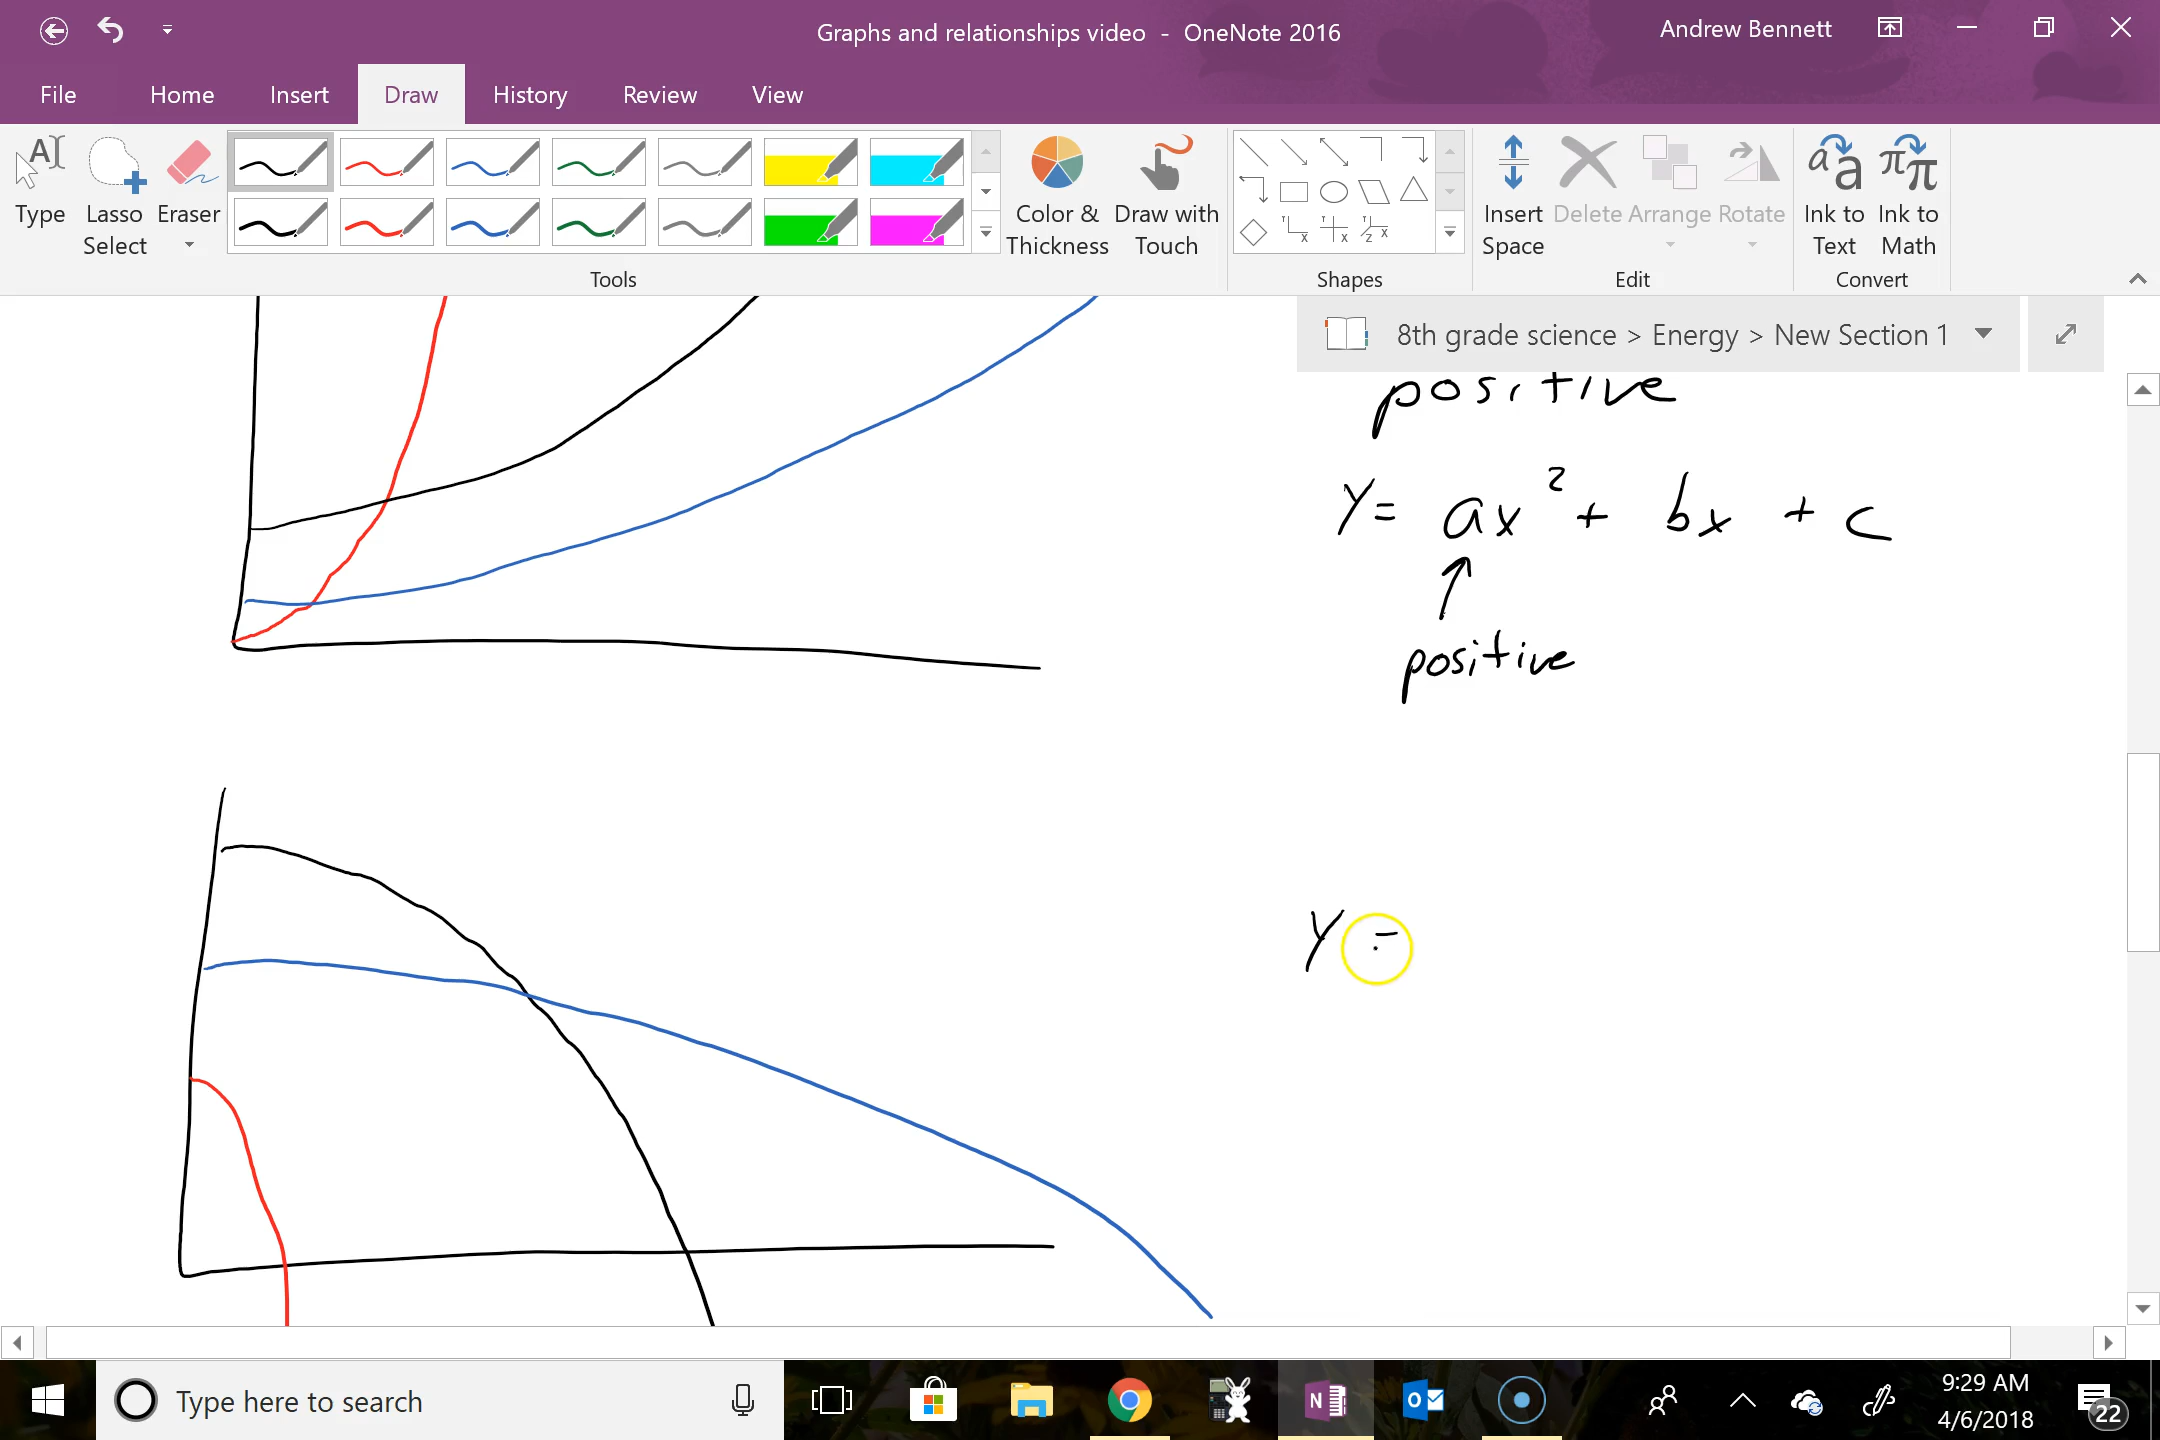 Graphs and relationships video - OneNote 2016
Andrew Bennett
File Home Insert Draw History Review View
Type
Lasso Select
Eraser
Color & Thickness
Draw with Touch
Insert Space
Delete
Arrange
Rotate
Ink to Text
Ink to Math
Tools
Shapes
Edit
Convert
8th grade science > Energy > New Section 1
positive
y = ax² + bx + c
positive
y =
Type here to search
9:29 AM
4/6/2018
22